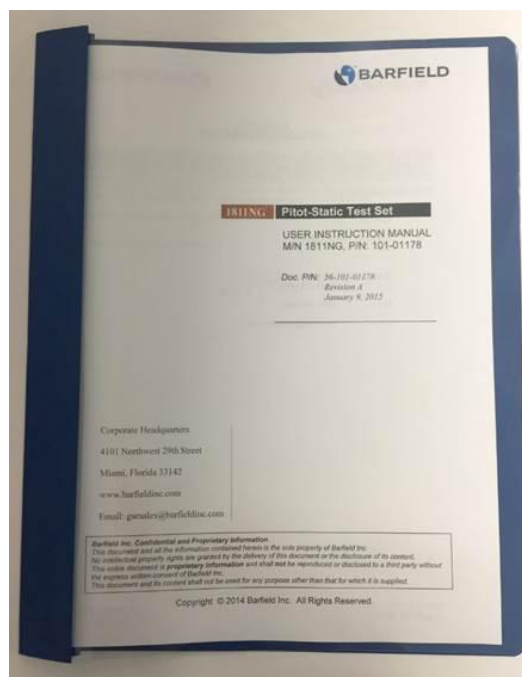 BARFIELD
1811NG Pitot-Static Test Set
USER INSTRUCTION MANUAL
M/N 1811NG, P/N: 101-01178
Doc. P/N: 56-101-01178
Revision A
January 9, 2015
Corporate Headquarters
4101 Northwest 29th Street
Miami, Florida 33142
www.barfieldinc.com
Email: gsesales@barfieldinc.com
Barfield Inc. Confidential and Proprietary Information
This document and all the information contained herein is the sole property of Barfield Inc.
No intellectual property rights are granted by the delivery of this document or the disclosure of its content.
This entire document is proprietary information and shall not be reproduced or disclosed to a third party without
the express written consent of Barfield Inc.
This document and its content shall not be used for any purpose other than that for which it is supplied.
Copyright © 2014 Barfield Inc. All Rights Reserved.